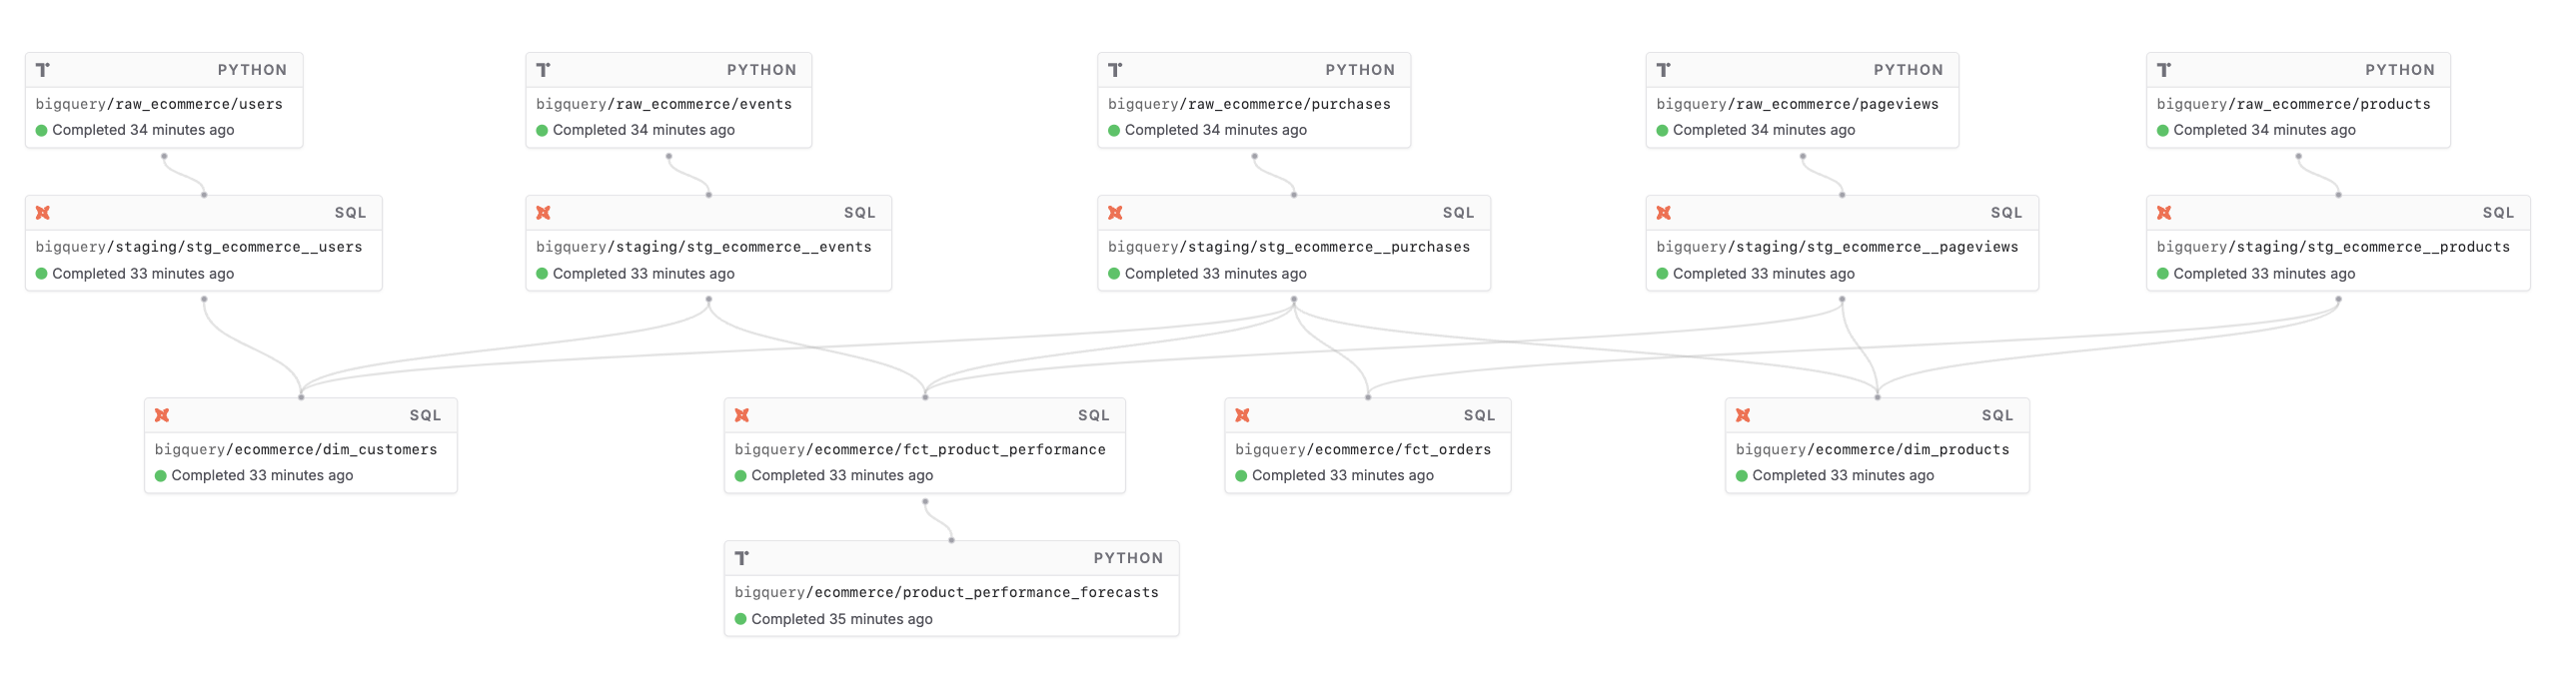 PYTHON
bigquery/raw_ecommerce/users
Completed 34 minutes ago
PYTHON
bigquery/raw_ecommerce/events
Completed 34 minutes ago
PYTHON
bigquery/raw_ecommerce/purchases
Completed 34 minutes ago
PYTHON
bigquery/raw_ecommerce/pageviews
Completed 34 minutes ago
PYTHON
bigquery/raw_ecommerce/products
Completed 34 minutes ago
SQL
bigquery/staging/stg_ecommerce__users
Completed 33 minutes ago
SQL
bigquery/staging/stg_ecommerce__events
Completed 33 minutes ago
SQL
bigquery/staging/stg_ecommerce__purchases
Completed 33 minutes ago
SQL
bigquery/staging/stg_ecommerce__pageviews
Completed 33 minutes ago
SQL
bigquery/staging/stg_ecommerce__products
Completed 33 minutes ago
SQL
bigquery/ecommerce/dim_customers
Completed 33 minutes ago
SQL
bigquery/ecommerce/fct_product_performance
Completed 33 minutes ago
SQL
bigquery/ecommerce/fct_orders
Completed 33 minutes ago
SQL
bigquery/ecommerce/dim_products
Completed 33 minutes ago
PYTHON
bigquery/ecommerce/product_performance_forecasts
Completed 35 minutes ago